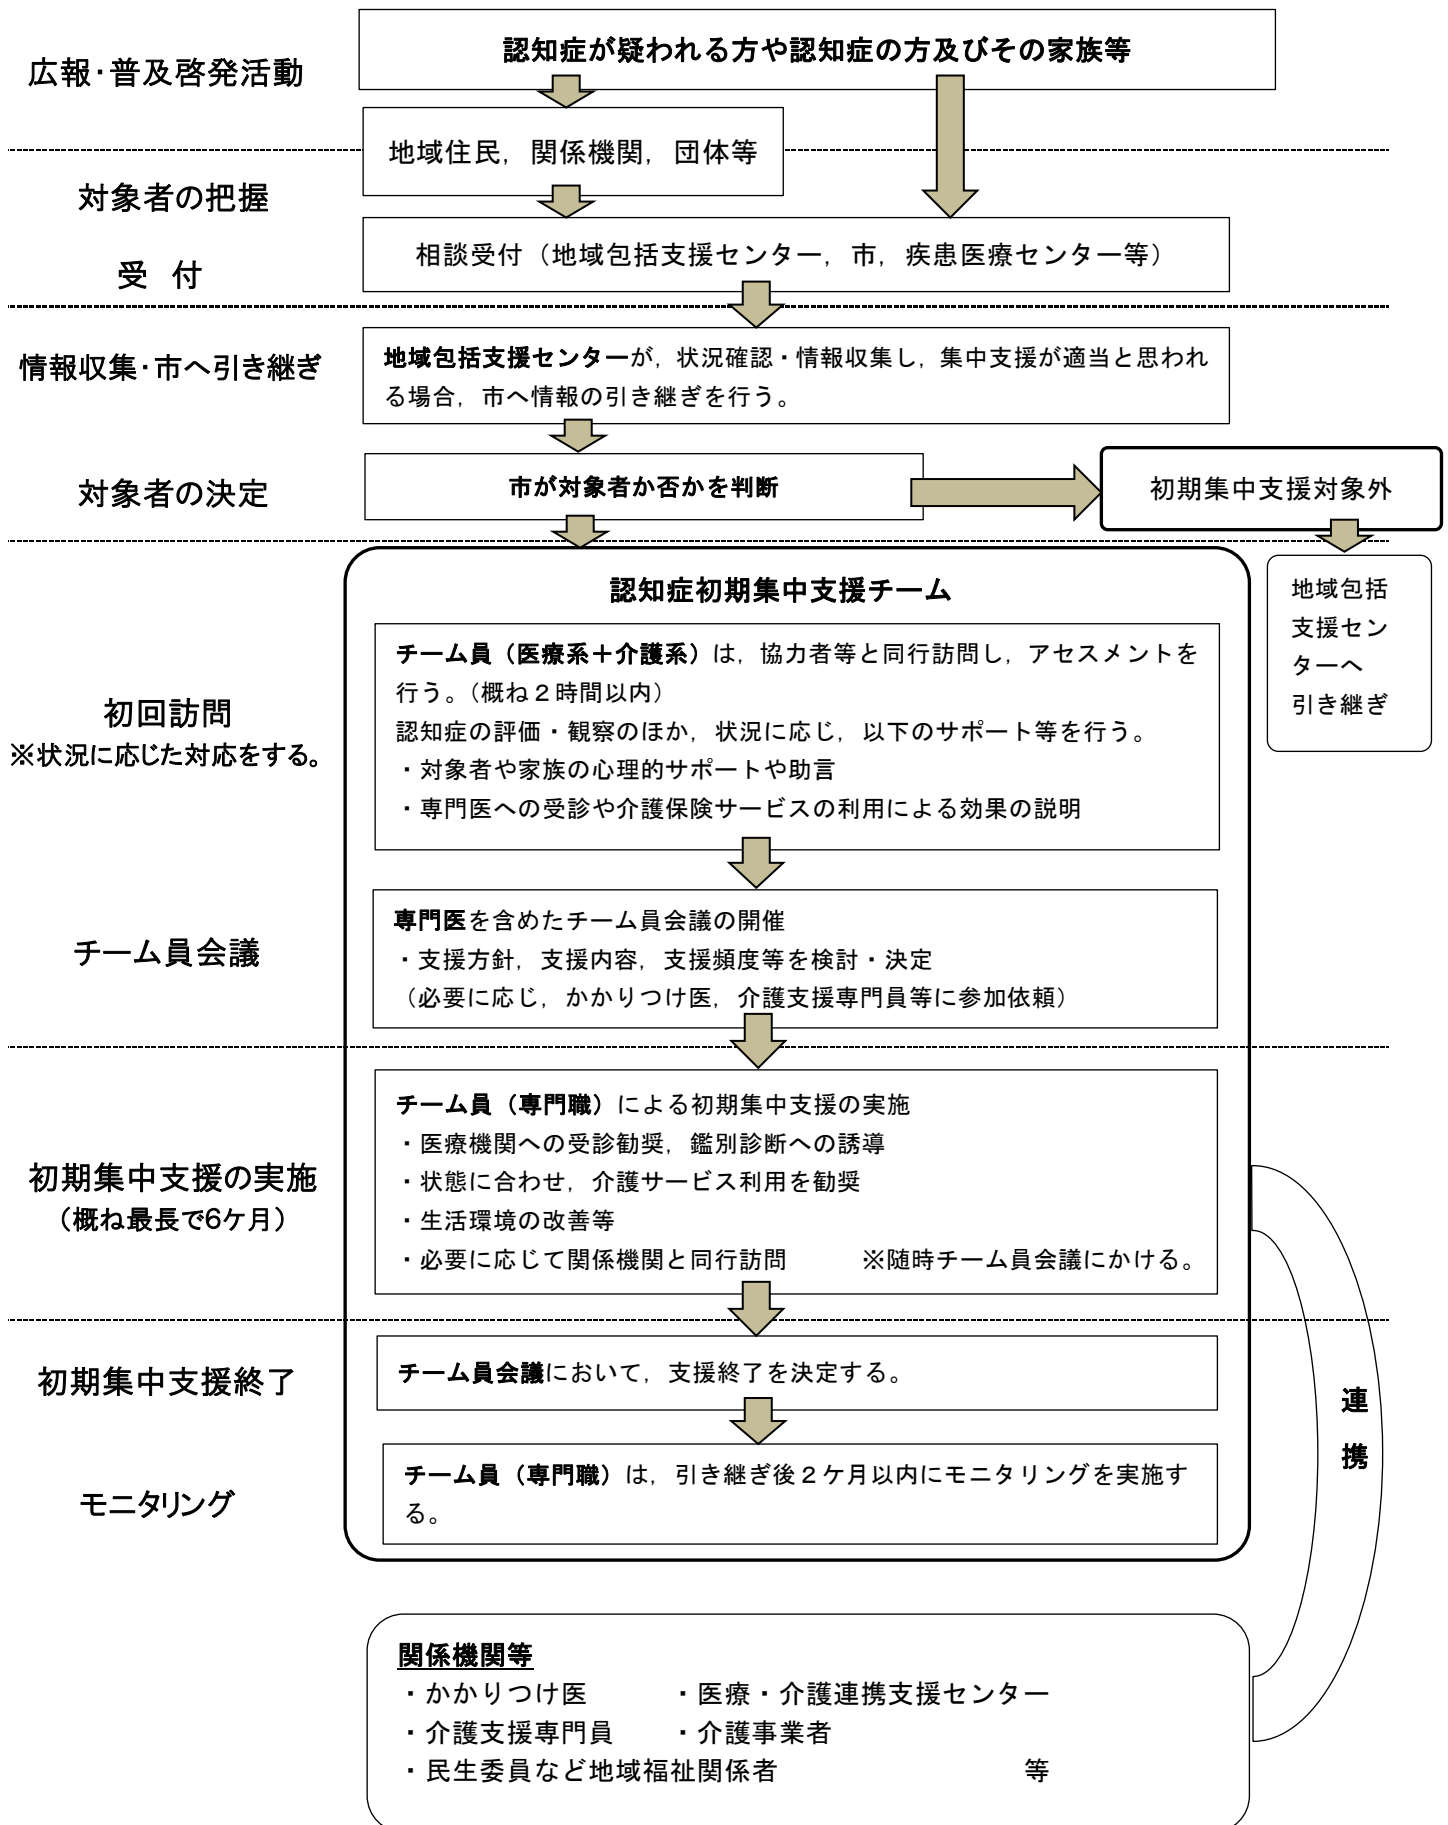 広報・普及啓発活動
認知症が疑われる方や認知症の方及びその家族等
地域住民，関係機関，団体等
対象者の把握
受　付
相談受付（地域包括支援センター，市，疾患医療センター等）
情報収集・市へ引き継ぎ
地域包括支援センターが，状況確認・情報収集し，集中支援が適当と思われ
る場合，市へ情報の引き継ぎを行う。
対象者の決定
市が対象者か否かを判断
初期集中支援対象外
地域包括
支援セン
ターへ
引き継ぎ
認知症初期集中支援チーム
初回訪問
※状況に応じた対応をする。
チーム員（医療系＋介護系）は，協力者等と同行訪問し，アセスメントを
行う。（概ね２時間以内）
認知症の評価・観察のほか，状況に応じ，以下のサポート等を行う。
・対象者や家族の心理的サポートや助言
・専門医への受診や介護保険サービスの利用による効果の説明
チーム員会議
専門医を含めたチーム員会議の開催
・支援方針，支援内容，支援頻度等を検討・決定
（必要に応じ，かかりつけ医，介護支援専門員等に参加依頼）
初期集中支援の実施
（概ね最長で6ケ月）
チーム員（専門職）による初期集中支援の実施
・医療機関への受診勧奨，鑑別診断への誘導
・状態に合わせ，介護サービス利用を勧奨
・生活環境の改善等
・必要に応じて関係機関と同行訪問　　　※随時チーム員会議にかける。
初期集中支援終了
チーム員会議において，支援終了を決定する。
モニタリング
チーム員（専門職）は，引き継ぎ後２ケ月以内にモニタリングを実施す
る。
連
携
関係機関等
・かかりつけ医　　　・医療・介護連携支援センター
・介護支援専門員　　・介護事業者
・民生委員など地域福祉関係者　　　　　　　　　等